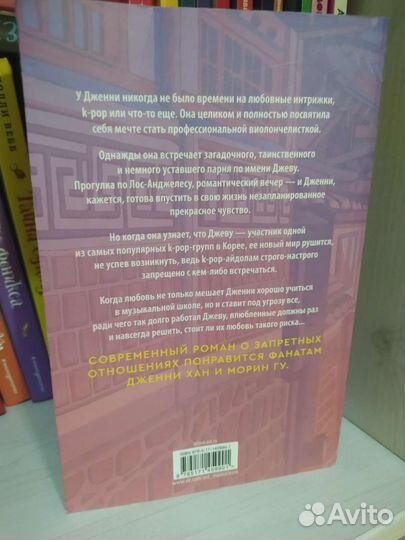 У Дженни никогда не было времени на любовные интрижки,
k-pop или что-то еще. Она целиком и полностью посвятила
себя мечте стать профессиональной виолончелисткой.
Однажды она встречает загадочного, таинственного
и немного уставшего парня по имени Джеву.
Прогулка по Лос-Анджелесу, романтический вечер — и Дженни,
кажется, готова впустить в свою жизнь незапланированное
прекрасное чувство.
Но когда она узнает, что Джеву — участник одной
из самых популярных k-pop-групп в Корее, ее новый мир рушится,
не успев возникнуть, ведь k-pop-айдолам строго-настрого
запрещено с кем-либо встречаться.
Когда любовь не только мешает Дженни хорошо учиться
в музыкальной школе, но и ставит под угрозу все,
ради чего так долго работал Джеву, влюбленные должны раз
и навсегда решить, стоит ли их любовь такого риска...
СОВРЕМЕННЫЙ РОМАН О ЗАПРЕТНЫХ
ОТНОШЕНИЯХ ПОНРАВИТСЯ ФАНАТАМ
ДЖЕННИ ХАН И МОРИН ГУ.
ОЛЛИ ВЕББ
Тайна
Avito